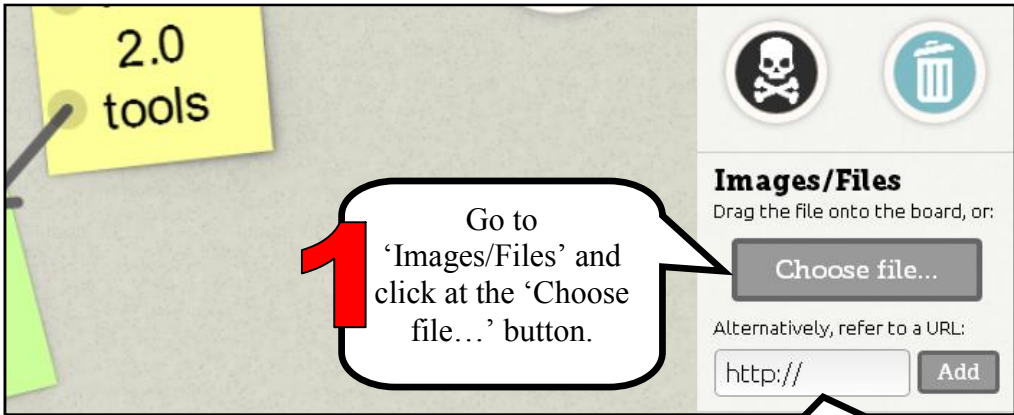 2.0
tools
1
Go to
‘Images/Files’ and
click at the ‘Choose
file…’ button.
Images/Files
Drag the file onto the board, or:
Choose file...
Alternatively, refer to a URL:
http://
Add